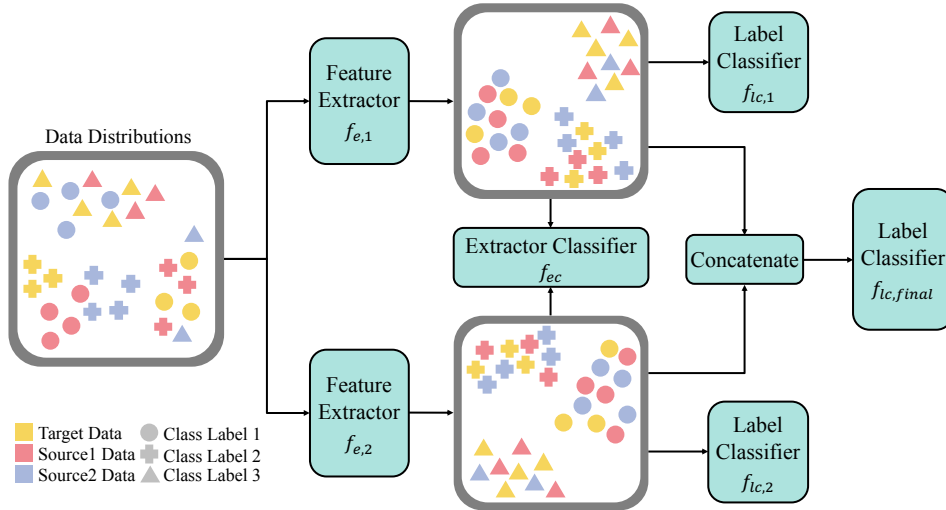 Data Distributions
Feature
Extractor
f_{e,1}
Label
Classifier
f_{lc,1}
Extractor Classifier
f_{ec}
Concatenate
Label
Classifier
f_{lc,final}
Feature
Extractor
f_{e,2}
Label
Classifier
f_{lc,2}
Target Data
Class Label 1
Source1 Data
Class Label 2
Source2 Data
Class Label 3